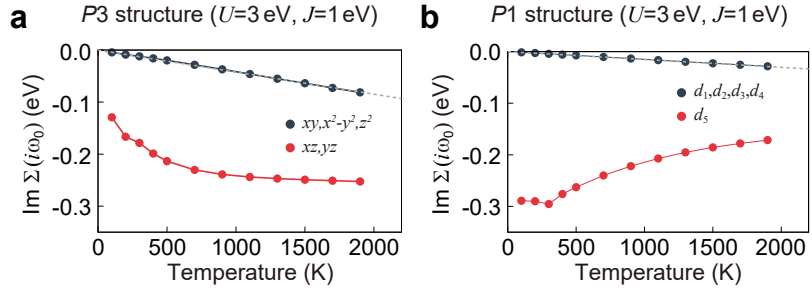 a
P3 structure (U=3 eV, J=1 eV)
Im Σ(iω₀) (eV)
0.0
-0.1
-0.2
-0.3
xy,x²-y²,z²
xz,yz
0 500 1000 1500 2000
Temperature (K)
b
P1 structure (U=3 eV, J=1 eV)
Im Σ(iω₀) (eV)
0.0
-0.1
-0.2
-0.3
d₁,d₂,d₃,d₄
d₅
0 500 1000 1500 2000
Temperature (K)